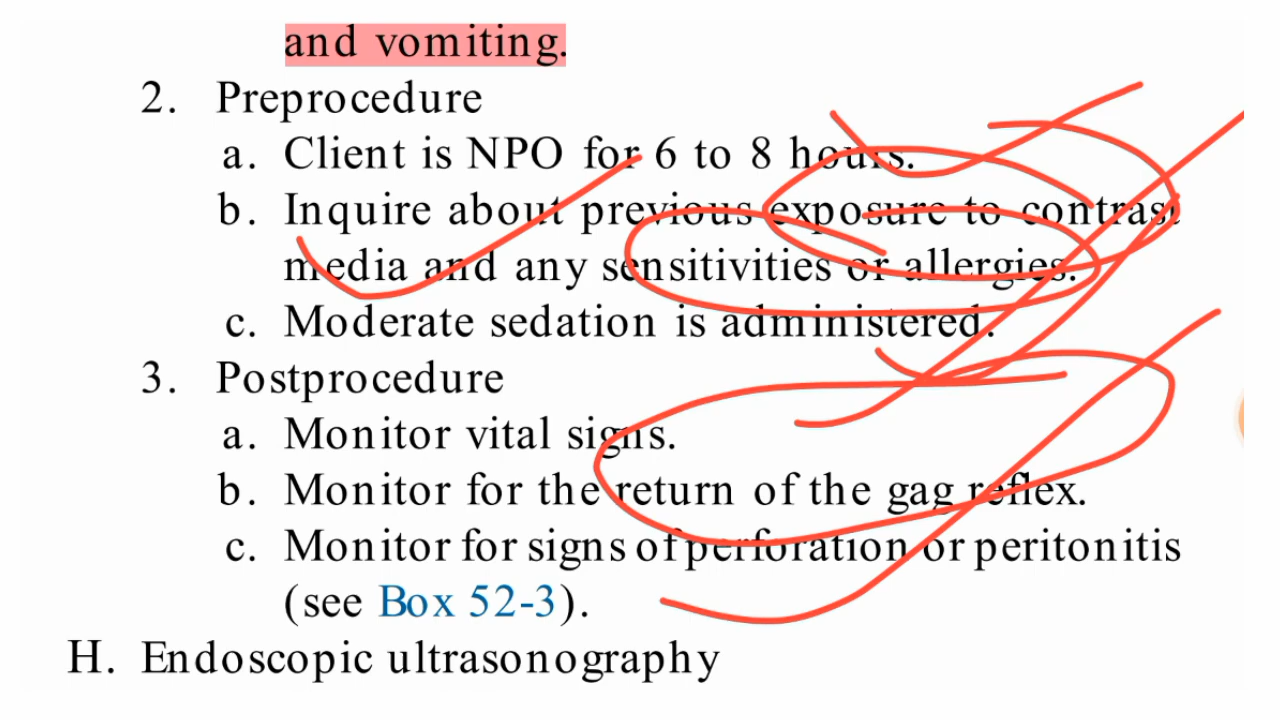 and vomiting.
2. Preprocedure
a. Client is NPO for 6 to 8 hours.
b. Inquire about previous exposure to contrast
media and any sensitivities or allergies.
c. Moderate sedation is administered.
3. Postprocedure
a. Monitor vital signs.
b. Monitor for the return of the gag reflex.
c. Monitor for signs of perforation or peritonitis
(see Box 52-3).
H. Endoscopic ultrasonography